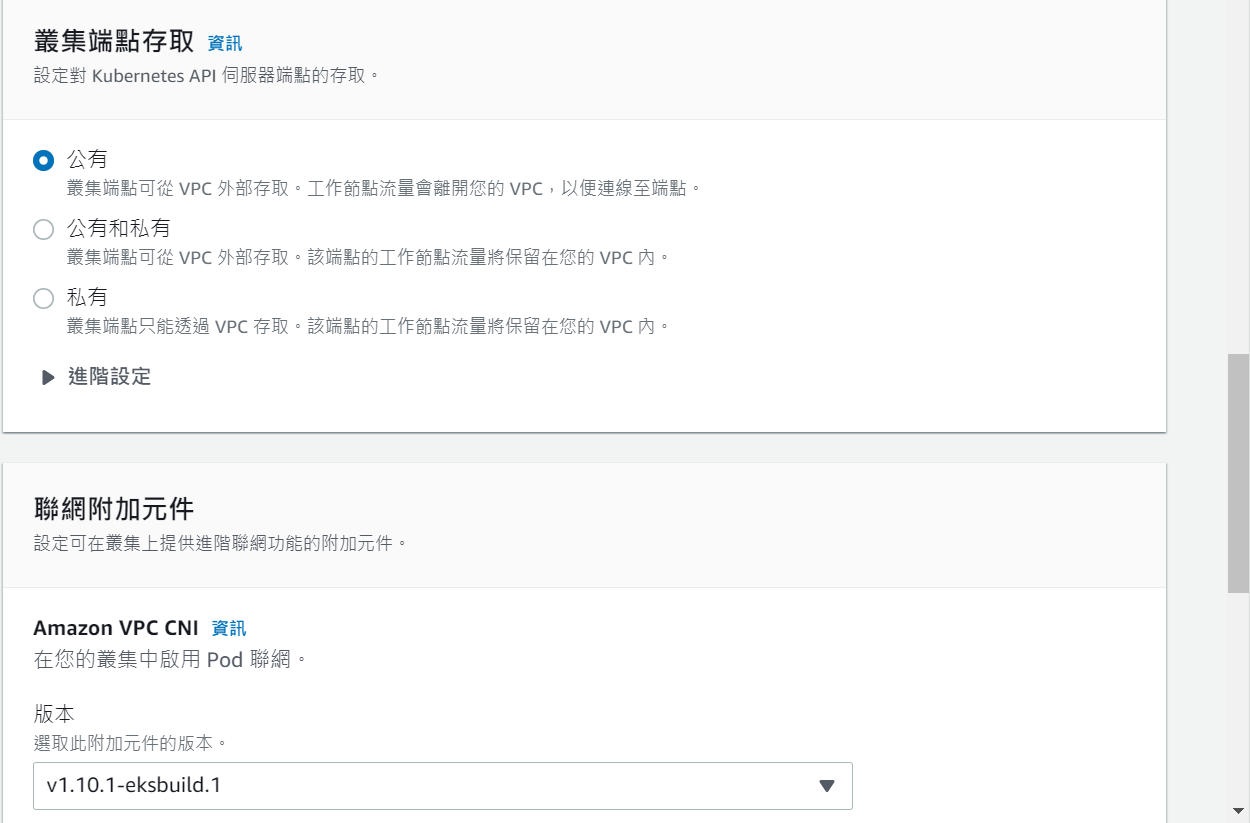 叢集端點存取 資訊
設定對 Kubernetes API 伺服器端點的存取。
公有
叢集端點可從 VPC 外部存取。工作節點流量會離開您的 VPC，以便連線至端點。
公有和私有
叢集端點可從 VPC 外部存取。該端點的工作節點流量將保留在您的 VPC 內。
私有
叢集端點只能透過 VPC 存取。該端點的工作節點流量將保留在您的 VPC 內。
進階設定
聯網附加元件
設定可在叢集上提供進階聯網功能的附加元件。
Amazon VPC CNI 資訊
在您的叢集中啟用 Pod 聯網。
版本
選取此附加元件的版本。
v1.10.1-eksbuild.1